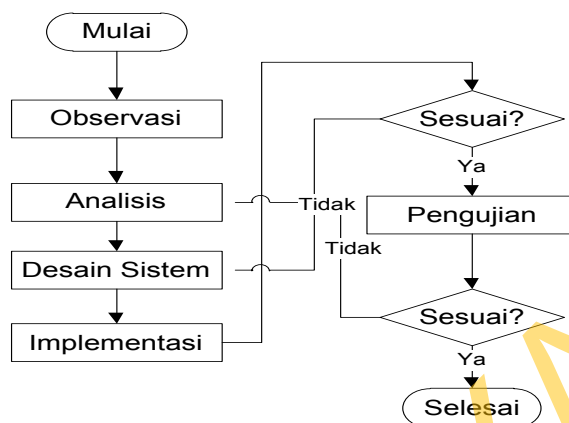 Mulai
Observasi
Analisis
Desain Sistem
Implementasi
Sesuai?
Ya
Tidak
Pengujian
Tidak
Sesuai?
Ya
Selesai